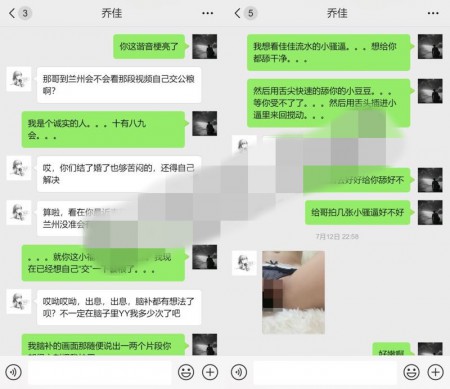 3
乔佳
你这谐音梗亮了
那哥到兰州会不会看那段视频自己交公粮
啊?
我是个诚实的人。。。十有八九
会。。。
哎,你们结了婚了也够苦闷的,还得自己
解决
算啦,看在你是
兰州没准会
。。。就你这小
在已经想自己“交”一
哎呦哎呦,出息,出息,脑补都有想法了
呗?不一定在脑子里YY我多少次了吧
我脑补的画面那随便说出一两个片段你
5
乔佳
我想看佳佳流水的小骚逼。想给你
都舔干净。。。
然后用舌尖快速的舔你的小豆豆。。。
等你受不了了。。。然后用舌头插进小
逼里来回搅动。。。
好好给你舔好不
给哥拍几张小骚逼好不好
7月12日 22:58
好嫩啊